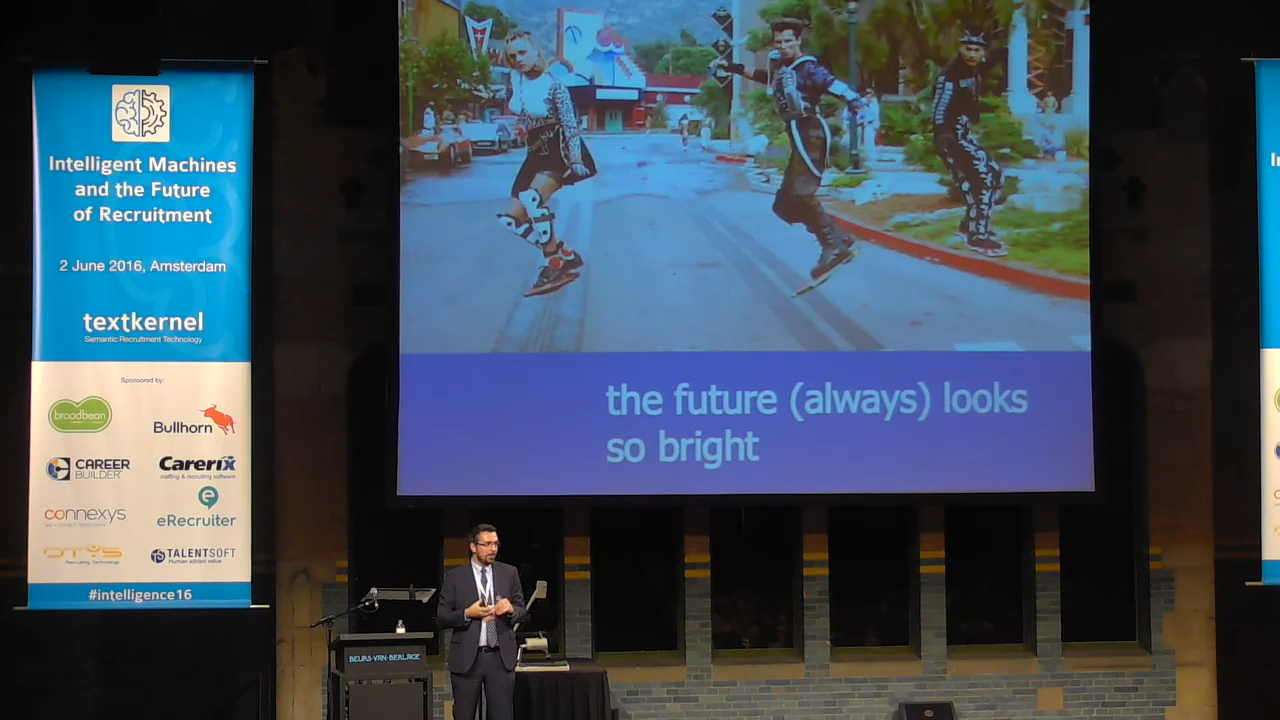 Intelligent Machines
and the Future
of Recruitment
2 June 2016, Amsterdam
textkernel
Semantic Recruitment Technology
Sponsored by:
broadbean
Bullhorn
CAREER
BUILDER
Carerix
staffing & recruiting software
connexys
eRecruiter
OTYS
Recruiting Technology
TALENTSOFT
Human added value
#intelligence16
the future (always) looks
so bright
BEURS-VAN-BERLAGE